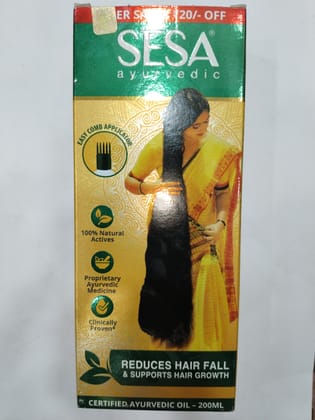 ER SA
20/- OFF
SESA®
ayurvedic
EASY COMB APPLICATOR
100% Natural
Actives
Proprietary
Ayurvedic
Medicine
Clinically
Proven*
REDUCES HAIR FALL
& SUPPORTS HAIR GROWTH
CERTIFIED AYURVEDIC OIL – 200ML